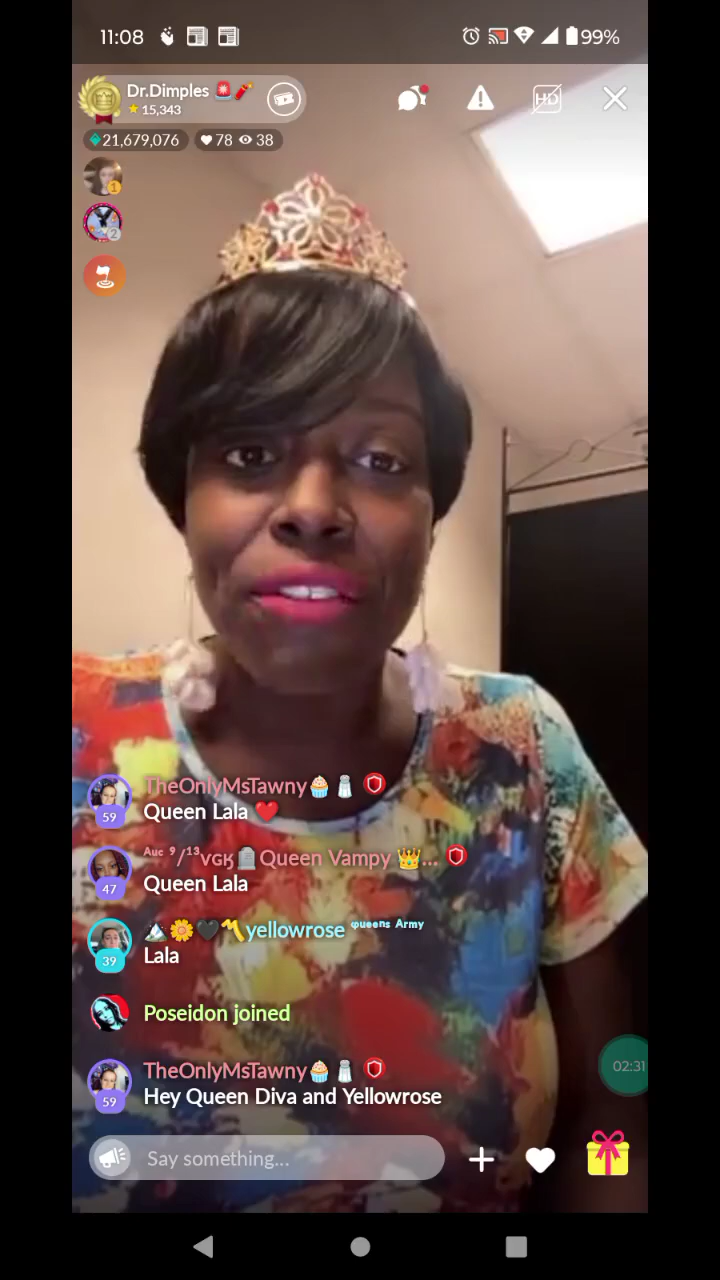 11:08
99%
Dr.Dimples
15,343
HD
21,679,076
78 38
1
2
TheOnlyMsTawny
59
Queen Lala
Auc 9/13 VGK Queen Vampy ...
47
Queen Lala
yellowrose queens Army
39
Lala
Poseidon joined
02:31
TheOnlyMsTawny
59
Hey Queen Diva and Yellowrose
Say something...